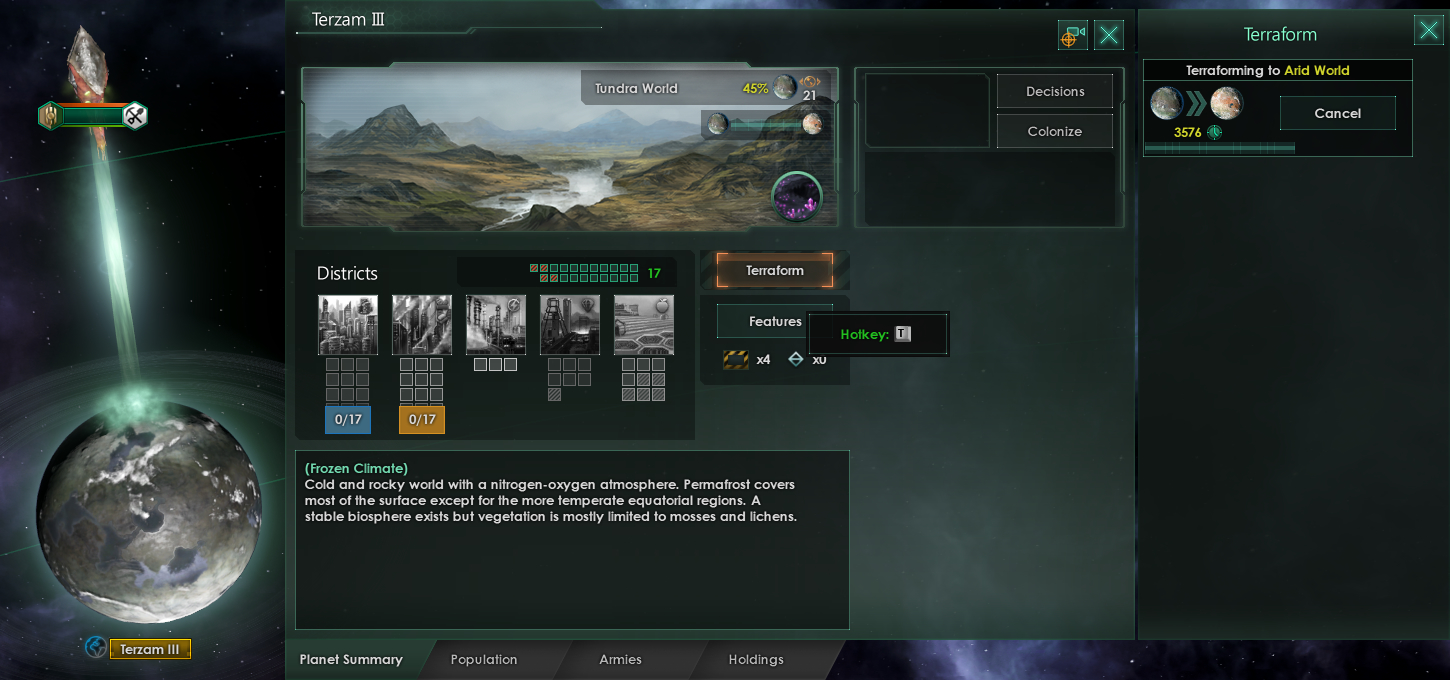 Terzam III
Tundra World
45%
21
Decisions
Colonize
Terraform
Terraforming to Arid World
3576
Cancel
Districts
17
0/17
0/17
Terraform
Features
Hotkey: T
x4
x0
(Frozen Climate)
Cold and rocky world with a nitrogen-oxygen atmosphere. Permafrost covers
most of the surface except for the more temperate equatorial regions. A
stable biosphere exists but vegetation is mostly limited to mosses and lichens.
Terzam III
Planet Summary
Population
Armies
Holdings